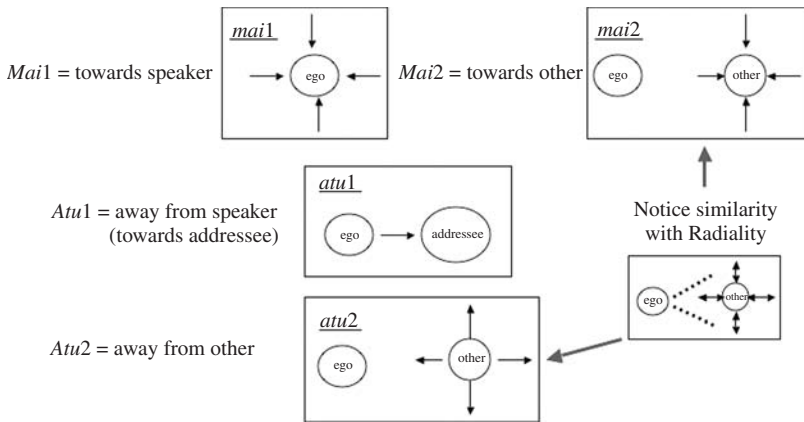 mai1
ego
Mai1 = towards speaker
mai2
ego
other
Mai2 = towards other
atu1
ego
addressee
Atu1 = away from speaker
(towards addressee)
Notice similarity
with Radiality
ego
other
atu2
ego
other
Atu2 = away from other